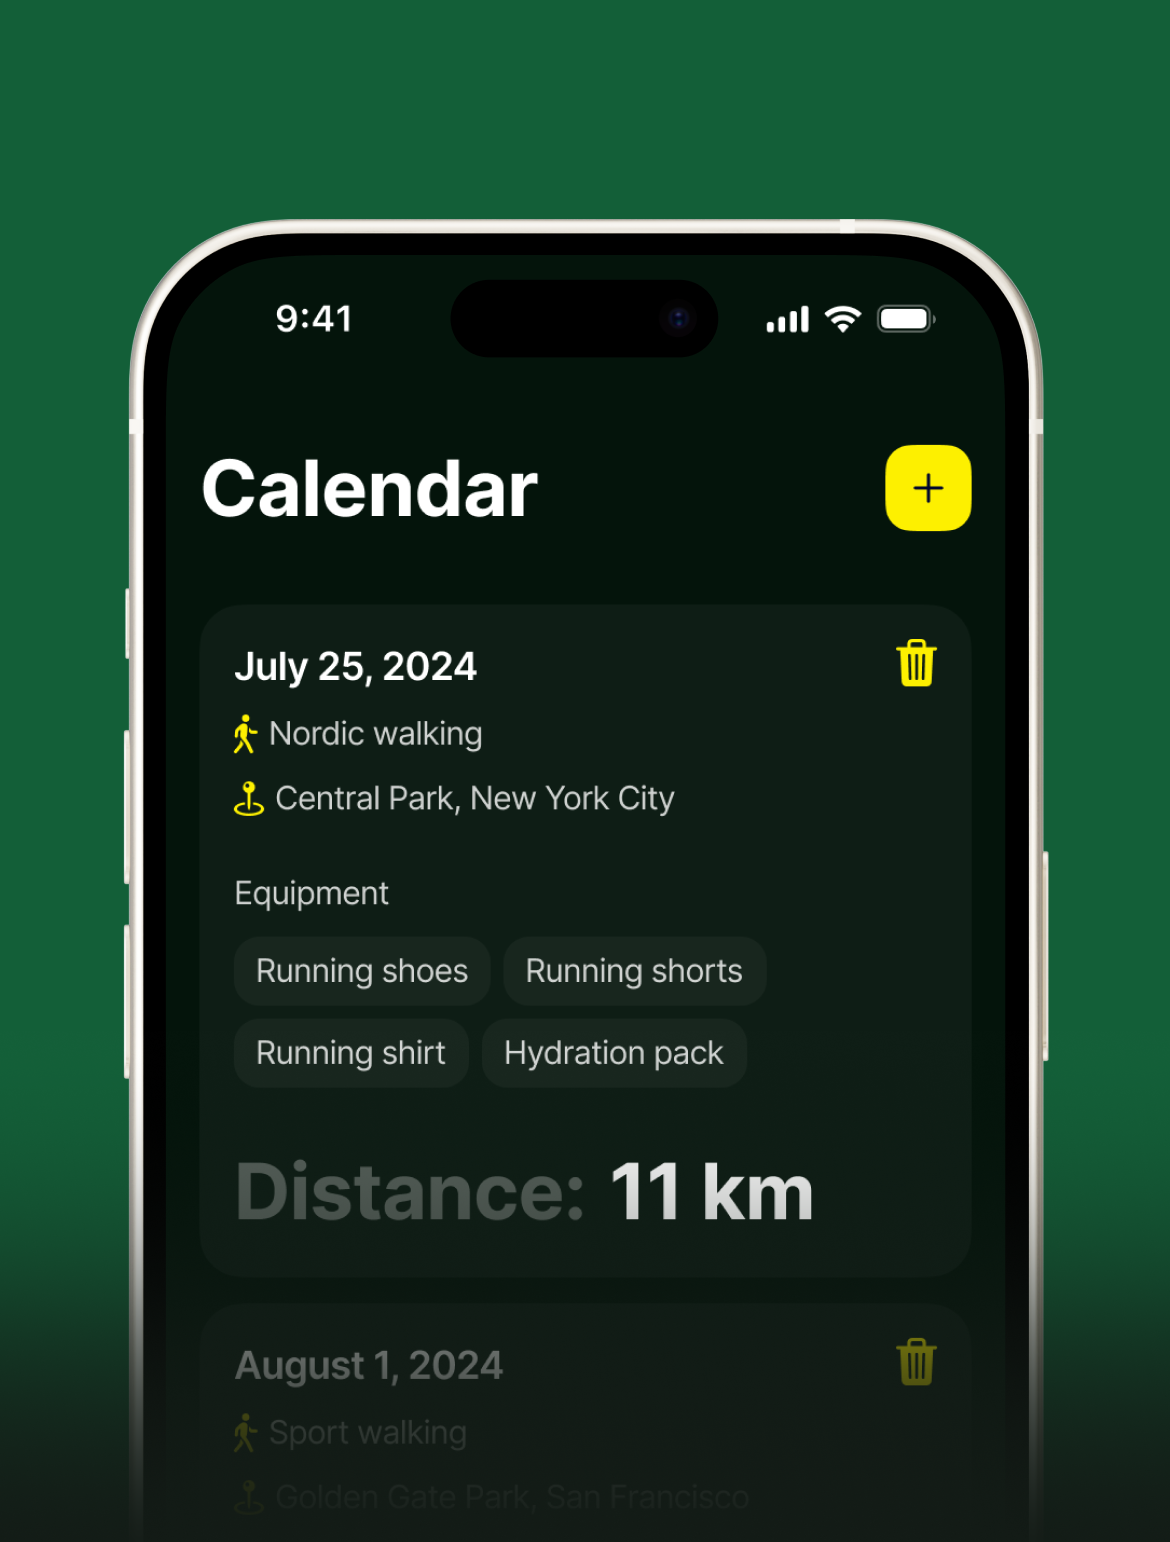 9:41
Calendar
July 25, 2024
Nordic walking
Central Park, New York City
Equipment
Running shoes Running shorts
Running shirt Hydration pack
Distance: 11 km
August 1, 2024
Sport walking
Golden Gate Park, San Francisco